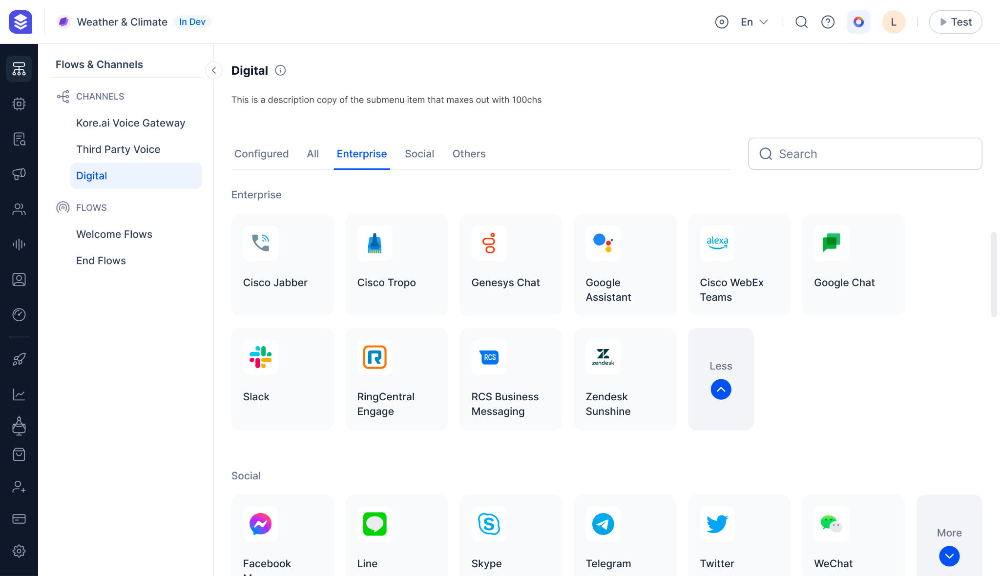 Weather & Climate
In Dev
En
L
Test
Flows & Channels
CHANNELS
Kore.ai Voice Gateway
Third Party Voice
Digital
FLOWS
Welcome Flows
End Flows
Digital
This is a description copy of the submenu item that maxes out with 100chs
Configured
All
Enterprise
Social
Others
Search
Enterprise
Cisco Jabber
Cisco Tropo
Genesys Chat
Google
Assistant
alexa
Cisco WebEx
Teams
Google Chat
Slack
RingCentral
Engage
RCS
RCS Business
Messaging
zendesk
Zendesk
Sunshine
Less
Social
Facebook
Line
Skype
Telegram
Twitter
WeChat
More